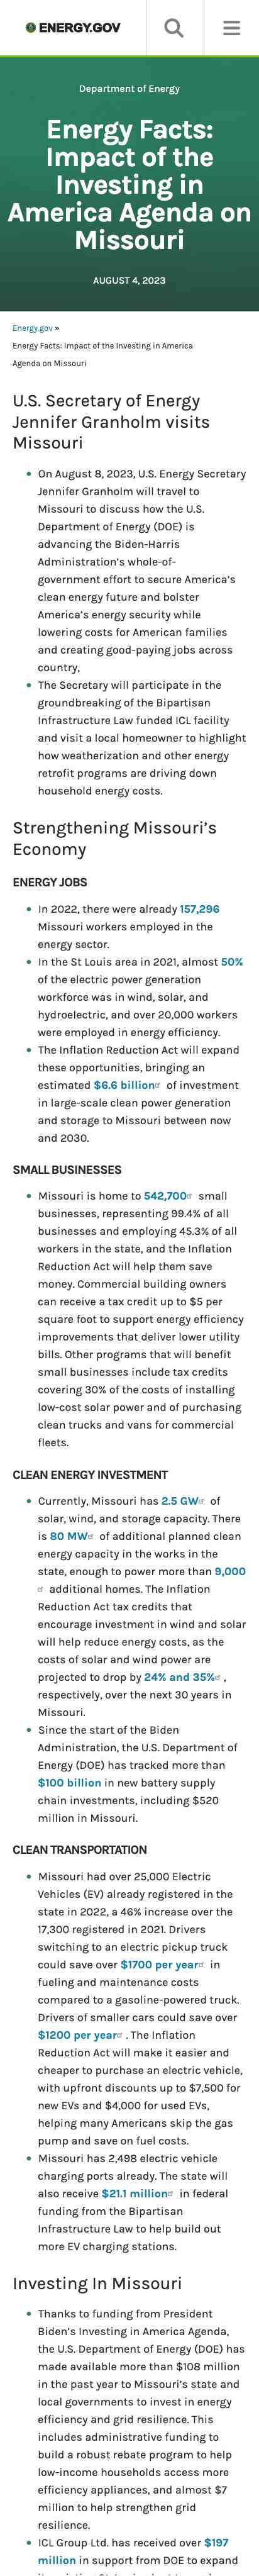 ENERGY.GOV
Department of Energy
Energy Facts:
Impact of the
Investing in
America Agenda on
Missouri
AUGUST 4, 2023
Energy.gov »
Energy Facts: Impact of the Investing in America
Agenda on Missouri
U.S. Secretary of Energy
Jennifer Granholm visits
Missouri
On August 8, 2023, U.S. Energy Secretary
Jennifer Granholm will travel to
Missouri to discuss how the U.S.
Department of Energy (DOE) is
advancing the Biden-Harris
Administration's whole-of-
government effort to secure America's
clean energy future and bolster
America's energy security while
lowering costs for American families
and creating good-paying jobs across
country,
The Secretary will participate in the
groundbreaking of the Bipartisan
Infrastructure Law funded ICL facility
and visit a local homeowner to highlight
how weatherization and other energy
retrofit programs are driving down
household energy costs.
Strengthening Missouri's
Economy
ENERGY JOBS
In 2022, there were already 157,296
Missouri workers employed in the
energy sector.
In the St Louis area in 2021, almost 50%
of the electric power generation
workforce was in wind, solar, and
hydroelectric, and over 20,000 workers
were employed in energy efficiency.
The Inflation Reduction Act will expand
these opportunities, bringing an
estimated $6.6 billion of investment
in large-scale clean power generation
and storage to Missouri between now
and 2030.
SMALL BUSINESSES
Missouri is home to 542,700 small
businesses, representing 99.4% of all
businesses and employing 45.3% of all
workers in the state, and the Inflation
Reduction Act will help them save
money. Commercial building owners
can receive a tax credit up to $5 per
square foot to support energy efficiency
improvements that deliver lower utility
bills. Other programs that will benefit
small businesses include tax credits
covering 30% of the costs of installing
low-cost solar power and of purchasing
clean trucks and vans for commercial
fleets.
CLEAN ENERGY INVESTMENT
Currently, Missouri has 2.5 GW of
solar, wind, and storage capacity. There
is 80 MW of additional planned clean
energy capacity in the works in the
state, enough to power more than 9,000
additional homes. The Inflation
Reduction Act tax credits that
encourage investment in wind and solar
will help reduce energy costs, as the
costs of solar and wind power are
projected to drop by 24% and 35% ,
respectively, over the next 30 years in
Missouri.
Since the start of the Biden
Administration, the U.S. Department of
Energy (DOE) has tracked more than
$100 billion in new battery supply
chain investments, including $520
million in Missouri.
CLEAN TRANSPORTATION
Missouri had over 25,000 Electric
Vehicles (EV) already registered in the
state in 2022, a 46% increase over the
17,300 registered in 2021. Drivers
switching to an electric pickup truck
could save over $1700 per year in
fueling and maintenance costs
compared to a gasoline-powered truck.
Drivers of smaller cars could save over
$1200 per year . The Inflation
Reduction Act will make it easier and
cheaper to purchase an electric vehicle,
with upfront discounts up to $7,500 for
new EVs and $4,000 for used EVs,
helping many Americans skip the gas
pump and save on fuel costs.
Missouri has 2,498 electric vehicle
charging ports already. The state will
also receive $21.1 million in federal
funding from the Bipartisan
Infrastructure Law to help build out
more EV charging stations.
Investing In Missouri
Thanks to funding from President
Biden's Investing in America Agenda,
the U.S. Department of Energy (DOE) has
made available more than $108 million
in the past year to Missouri's state and
local governments to invest in energy
efficiency and grid resilience. This
includes administrative funding to
build a robust rebate program to help
low-income households access more
efficiency appliances, and almost $7
million to help strengthen grid
resilience.
ICL Group Ltd. has received over $197
million in support from DOE to expand